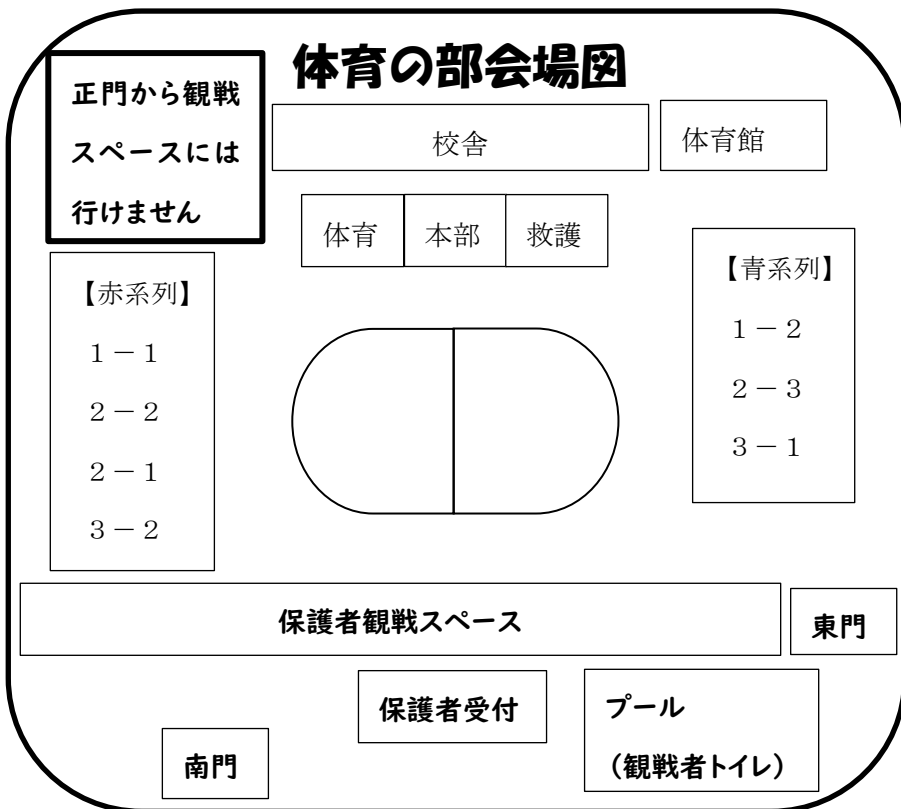 体育の部会場図
正門から観戦
スペースには
行けません
校舎
体育館
体育
本部
救護
【赤系列】
１－１
２－２
２－１
３－２
【青系列】
１－２
２－３
３－１
保護者観戦スペース
東門
保護者受付
プール
（観戦者トイレ）
南門